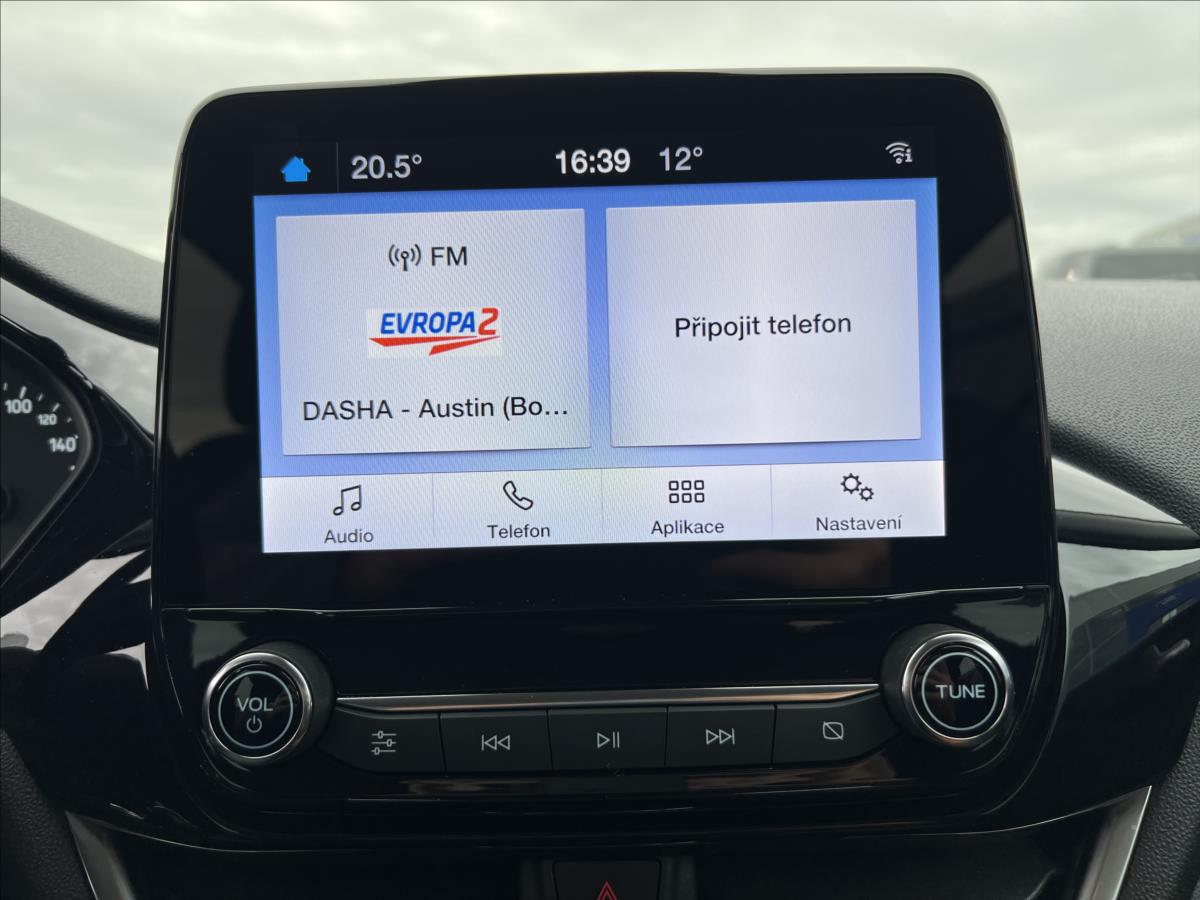 20.5°
16:39
12°
FM
EVROPA 2
DASHA - Austin (Bo...
Připojit telefon
Audio
Telefon
Aplikace
Nastavení
100
120
140
VOL
TUNE